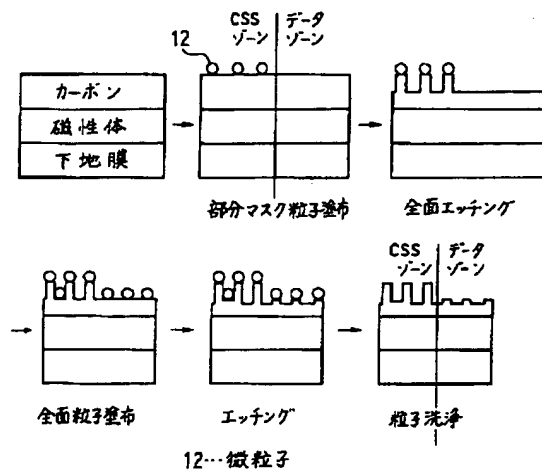 12
CSS
ゾーン
データ
ゾーン
カーボン
磁性体
下地膜
部分マスク粒子塗布
全面エッチング
CSS
ゾーン
データ
ゾーン
全面粒子塗布
エッチング
粒子洗浄
12…微粒子